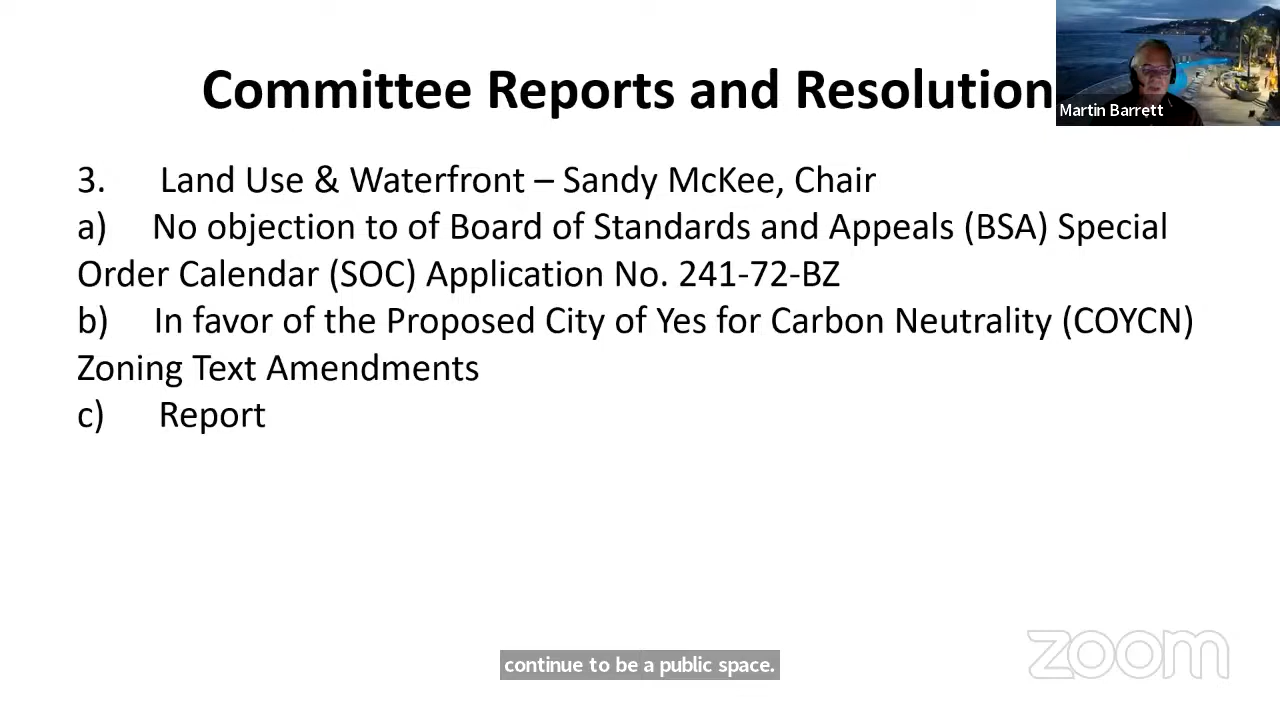 Committee Reports and Resolution
Martin Barrett
3. Land Use & Waterfront – Sandy McKee, Chair
a) No objection to of Board of Standards and Appeals (BSA) Special
Order Calendar (SOC) Application No. 241-72-BZ
b) In favor of the Proposed City of Yes for Carbon Neutrality (COYCN)
Zoning Text Amendments
c) Report
continue to be a public space.
zoom